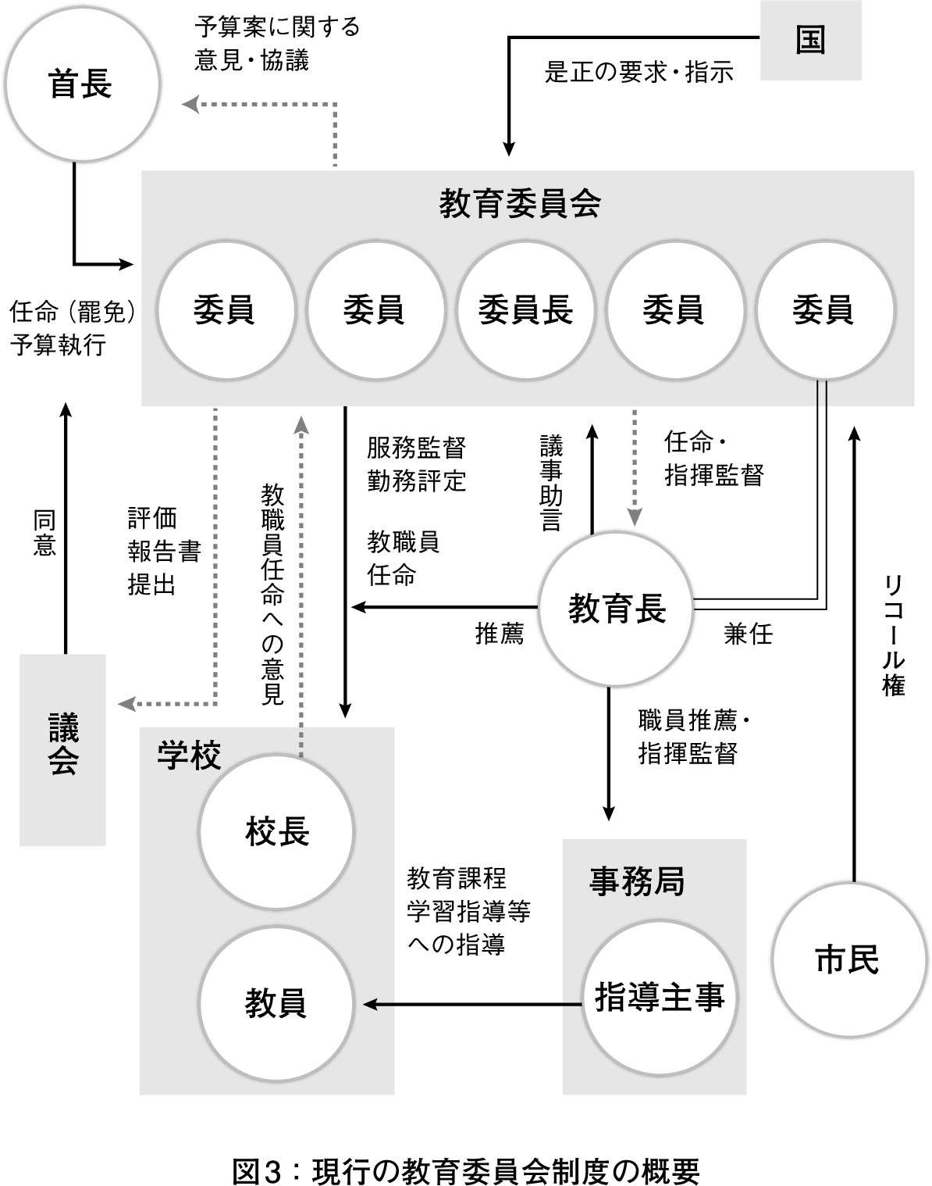 首長
予算案に関する
意見・協議
国
是正の要求・指示
教育委員会
委員
委員
委員長
委員
委員
任命（罷免）
予算執行
同意
評価
報告書
提出
教職員任命への意見
服務監督
勤務評定
教職員
任命
議事助言
任命・
指揮監督
教育長
推薦
兼任
リコール権
議会
職員推薦・
指揮監督
学校
校長
教員
教育課程
学習指導等
への指導
事務局
指導主事
市民
図3：現行の教育委員会制度の概要